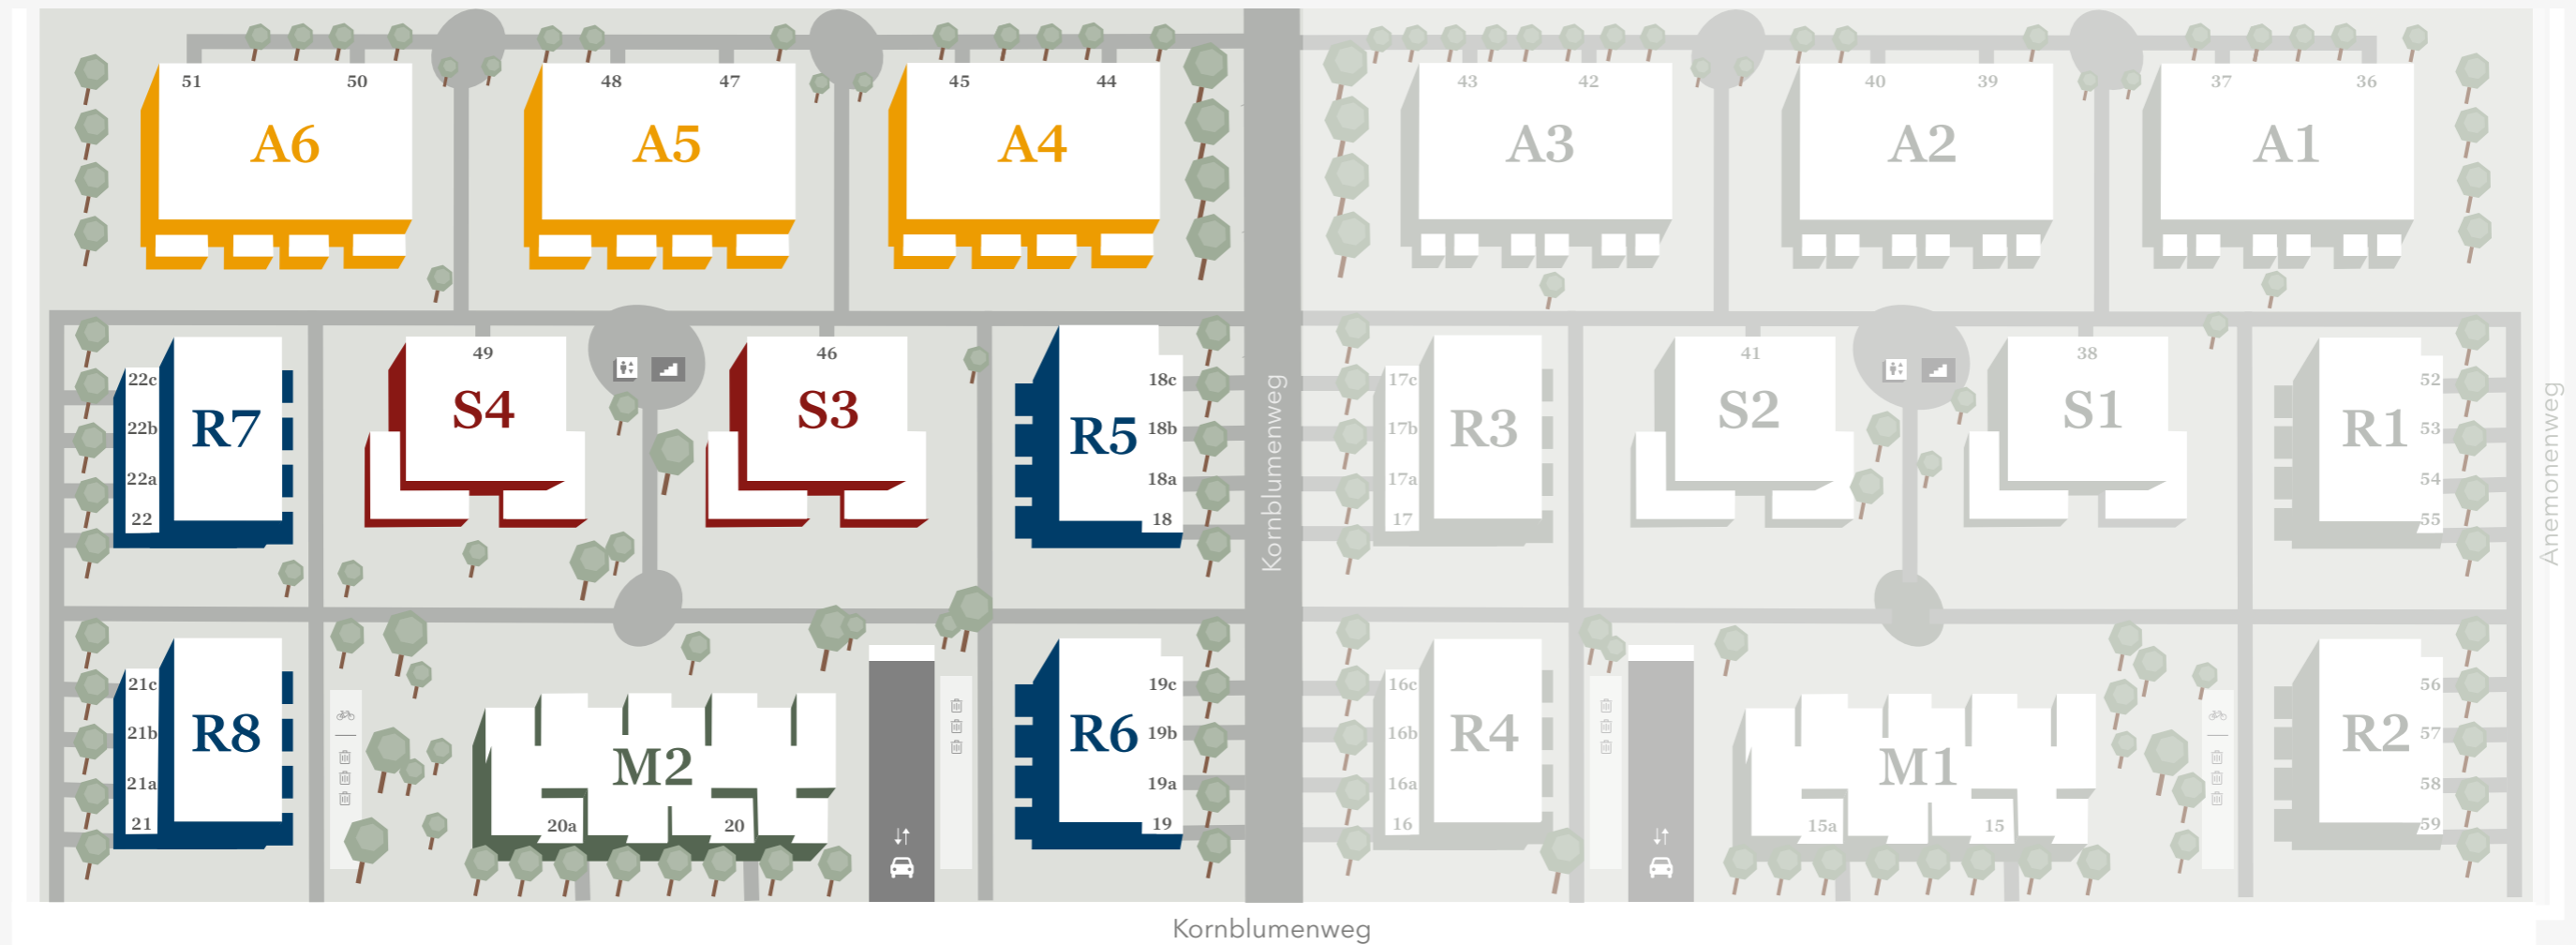 51 50 48 47 45 44 43 42 40 39 37 36
A6 A5 A4 A3 A2 A1
49 46 41 38
22c 18c 17c 52
R7 S4 S3 R5 R3 S2 S1 R1
22b 18b 17b 53
22a 18a 17a 54
22 18 17 55
Kornblumenweg
Anemonenweg
21c 19c 16c 56
R8 21b M2 R6 19b R4 16b M1 R2 57
21a 19a 16a 58
21 20a 20 19 16 15a 15 59
Kornblumenweg